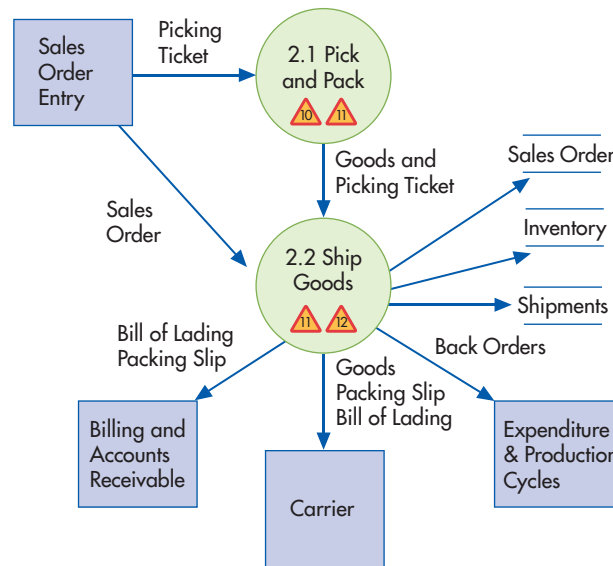 Sales
Order
Entry
Picking
Ticket
2.1 Pick
and Pack
10
11
Goods and
Picking Ticket
Sales
Order
2.2 Ship
Goods
11
12
Sales Order
Inventory
Shipments
Bill of Lading
Packing Slip
Goods
Packing Slip
Bill of Lading
Back Orders
Billing and
Accounts
Receivable
Carrier
Expenditure
& Production
Cycles